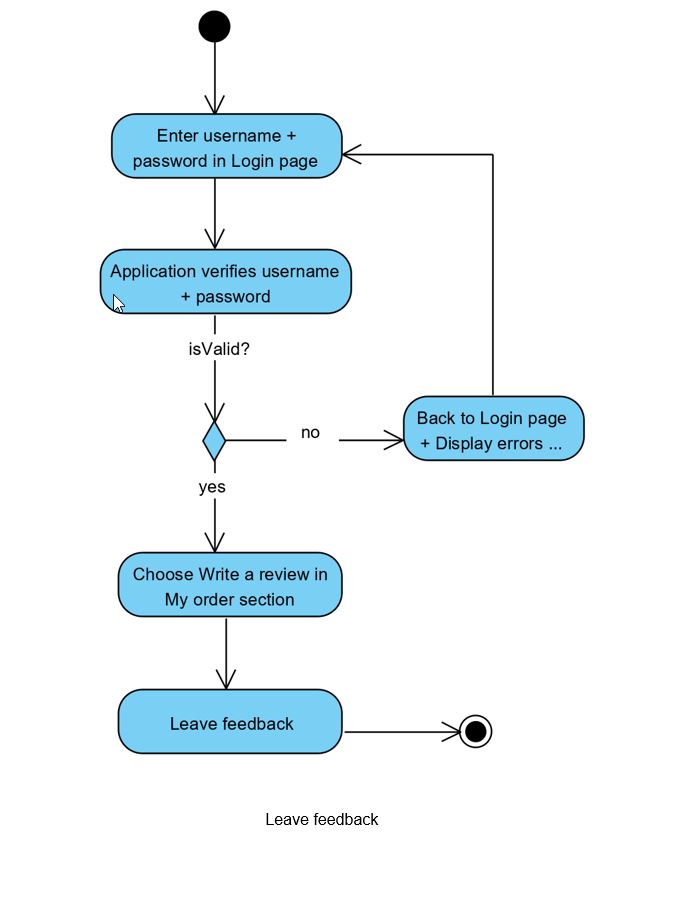 Enter username +
password in Login page
Application verifies username
+ password
isValid?
no
Back to Login page
+ Display errors ...
yes
Choose Write a review in
My order section
Leave feedback
Leave feedback